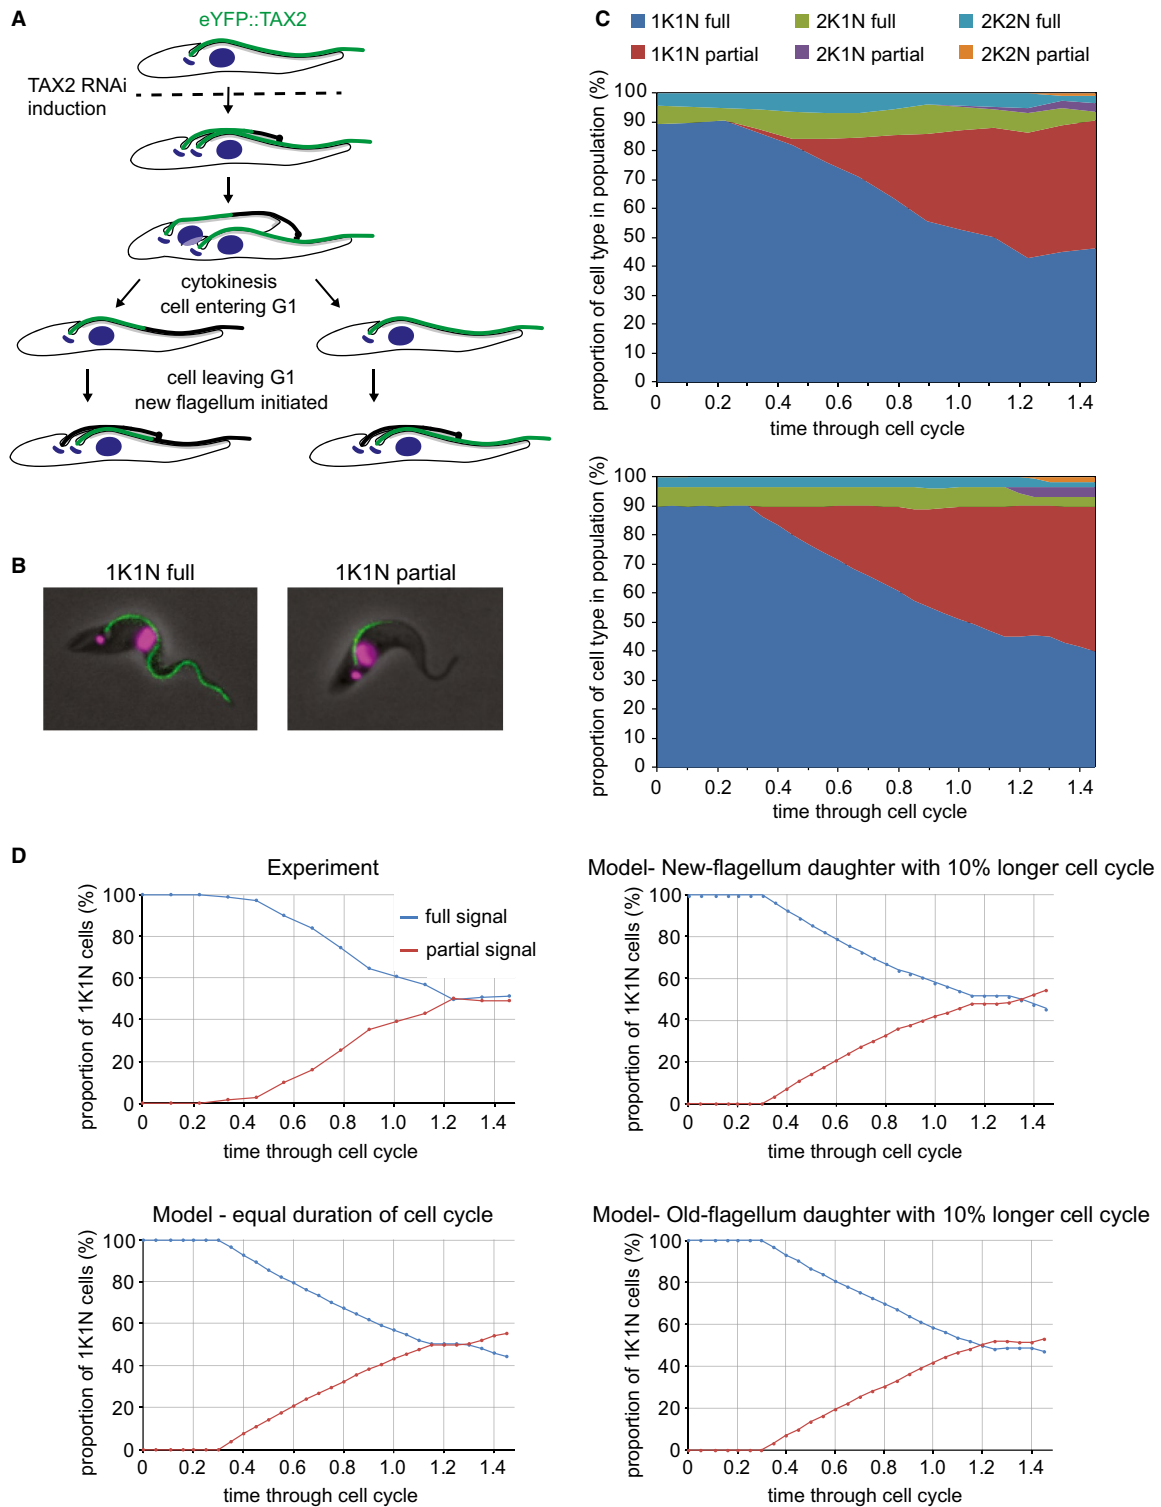 A
eYFP::TAX2
TAX2 RNAi
induction
cytokinesis
cell entering G1
cell leaving G1
new flagellum initiated
B
1K1N full
1K1N partial
C
1K1N full
2K1N full
2K2N full
1K1N partial
2K1N partial
2K2N partial
proportion of cell type in population (%)
100
90
80
70
60
50
40
30
20
10
0
0 0.2 0.4 0.6 0.8 1.0 1.2 1.4
time through cell cycle
proportion of cell type in population (%)
100
90
80
70
60
50
40
30
20
10
0
0 0.2 0.4 0.6 0.8 1.0 1.2 1.4
time through cell cycle
D
Experiment
proportion of 1K1N cells (%)
100
80
60
40
20
0
full signal
partial signal
0 0.2 0.4 0.6 0.8 1.0 1.2 1.4
time through cell cycle
Model- New-flagellum daughter with 10% longer cell cycle
proportion of 1K1N cells (%)
100
80
60
40
20
0
0 0.2 0.4 0.6 0.8 1.0 1.2 1.4
time through cell cycle
Model - equal duration of cell cycle
proportion of 1K1N cells (%)
100
80
60
40
20
0
0 0.2 0.4 0.6 0.8 1.0 1.2 1.4
time through cell cycle
Model- Old-flagellum daughter with 10% longer cell cycle
proportion of 1K1N cells (%)
100
80
60
40
20
0
0 0.2 0.4 0.6 0.8 1.0 1.2 1.4
time through cell cycle